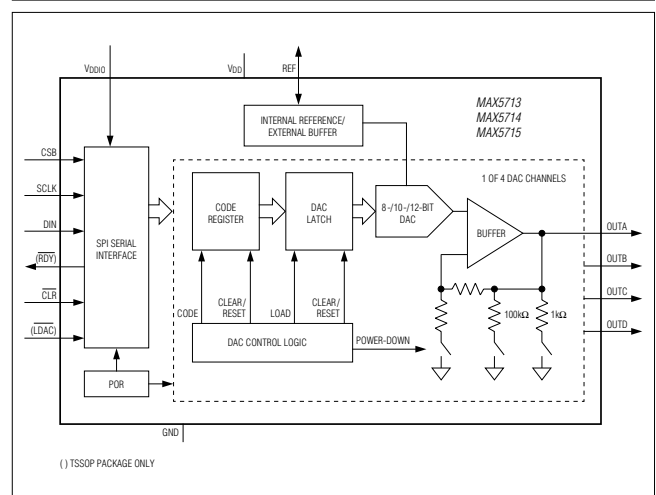 VDDIO
VDD
REF
MAX5713
MAX5714
MAX5715
INTERNAL REFERENCE/
EXTERNAL BUFFER
CSB
SCLK
DIN
(RDY)
CLR
(LDAC)
SPI SERIAL
INTERFACE
POR
1 OF 4 DAC CHANNELS
CODE
REGISTER
DAC
LATCH
8-/10-/12-BIT
DAC
BUFFER
OUTA
OUTB
OUTC
OUTD
CODE
CLEAR/
RESET
LOAD
CLEAR/
RESET
100kΩ
1kΩ
DAC CONTROL LOGIC
POWER-DOWN
GND
( ) TSSOP PACKAGE ONLY